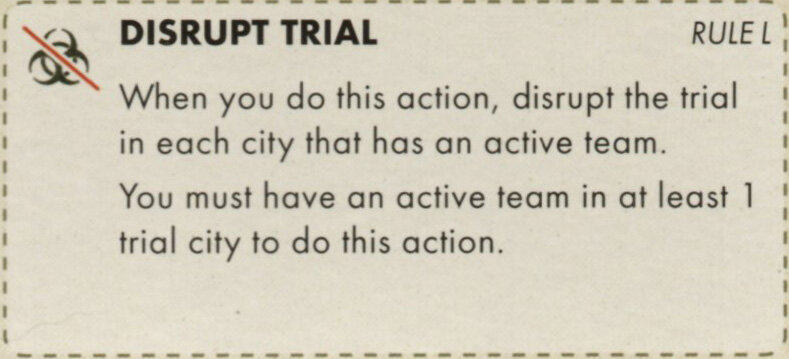 DISRUPT TRIAL RULE L
When you do this action, disrupt the trial
in each city that has an active team.
You must have an active team in at least 1
trial city to do this action.